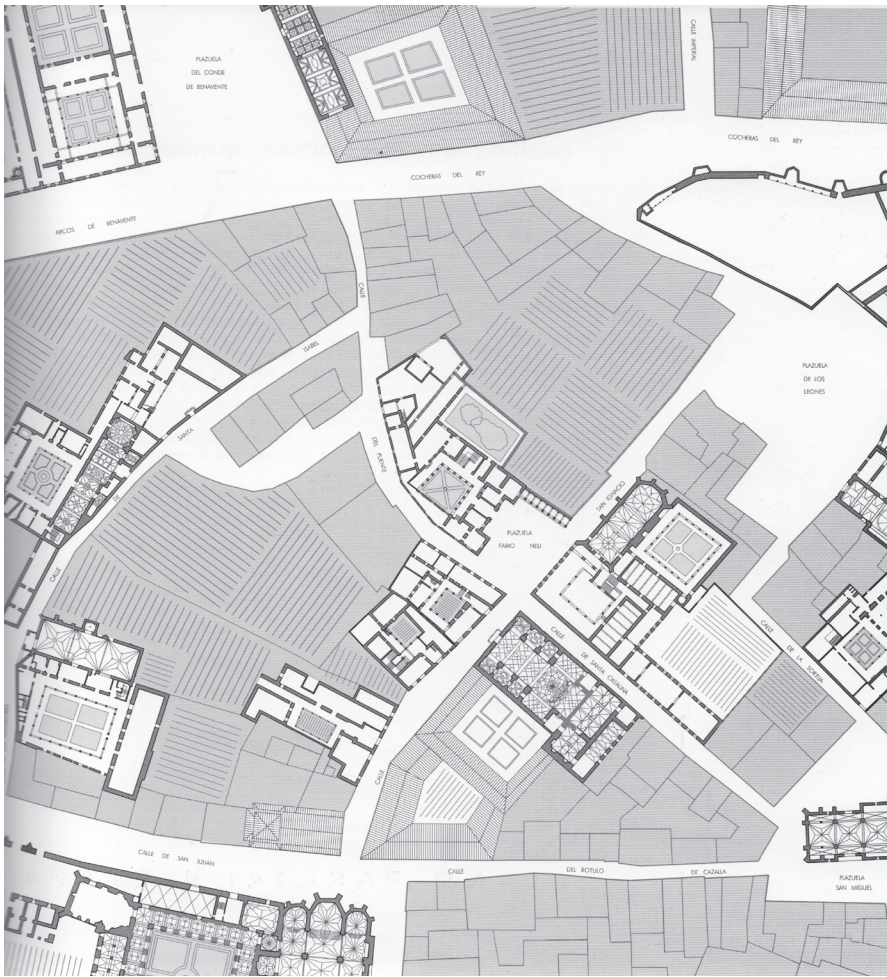 PLAZUELA
DEL CONDE
DE BENAVENTE
CALLE IMPERIAL
COCHERAS DEL REY
COCHERAS DEL REY
ARCOS DE BENAVENTE
CALLE
DEL PUENTE
CALLE
DE
SANTA
ISABEL
PLAZUELA
DE LOS
LEONES
SAN IGNACIO
PLAZUELA
FABIO NELI
CALLE
DE SANTA CATALINA
CALLE
DE LA SORTIJA
CALLE
CALLE DE SAN JULIAN
CALLE
DEL ROTULO
DE CAZALLA
PLAZUELA
SAN MIGUEL